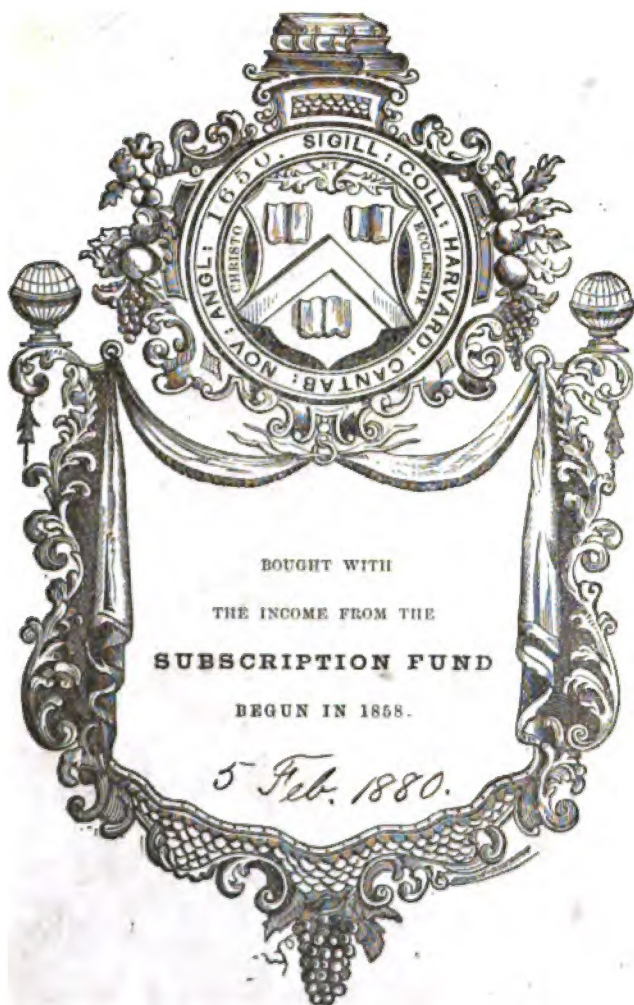 SIGILL: COLL: HARVARD: CANTAB: NOV: ANGL: 1650.
ET
CHRISTO
ECCLESIAE
BOUGHT WITH
THE INCOME FROM THE
SUBSCRIPTION FUND
BEGUN IN 1858.
5 Feb. 1880.